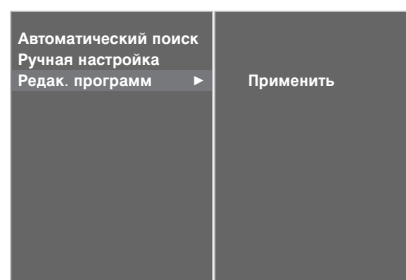 Автоматический поиск
Ручная настройка
Редак. программ ►
Применить